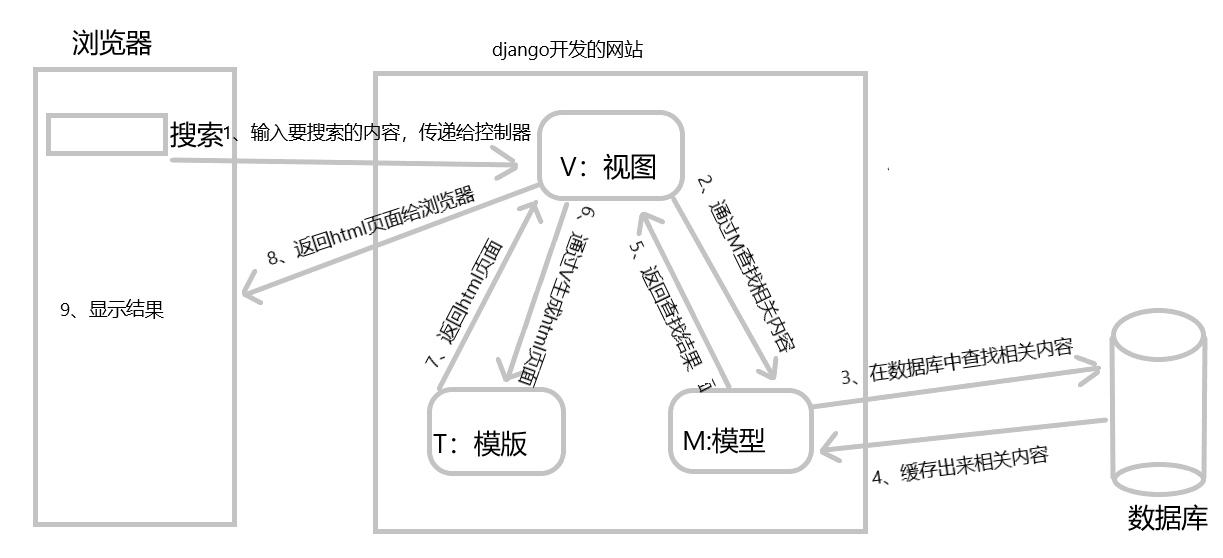 浏览器
django开发的网站
搜索
1、输入要搜索的内容，传递给控制器
V：视图
2、通过M查找相关内容
3、在数据库中查找相关内容
4、缓存出来相关内容
5、返回查找结果
6、通过V生成html页面
7、返回html页面
8、返回html页面给浏览器
9、显示结果
T：模版
M:模型
数据库